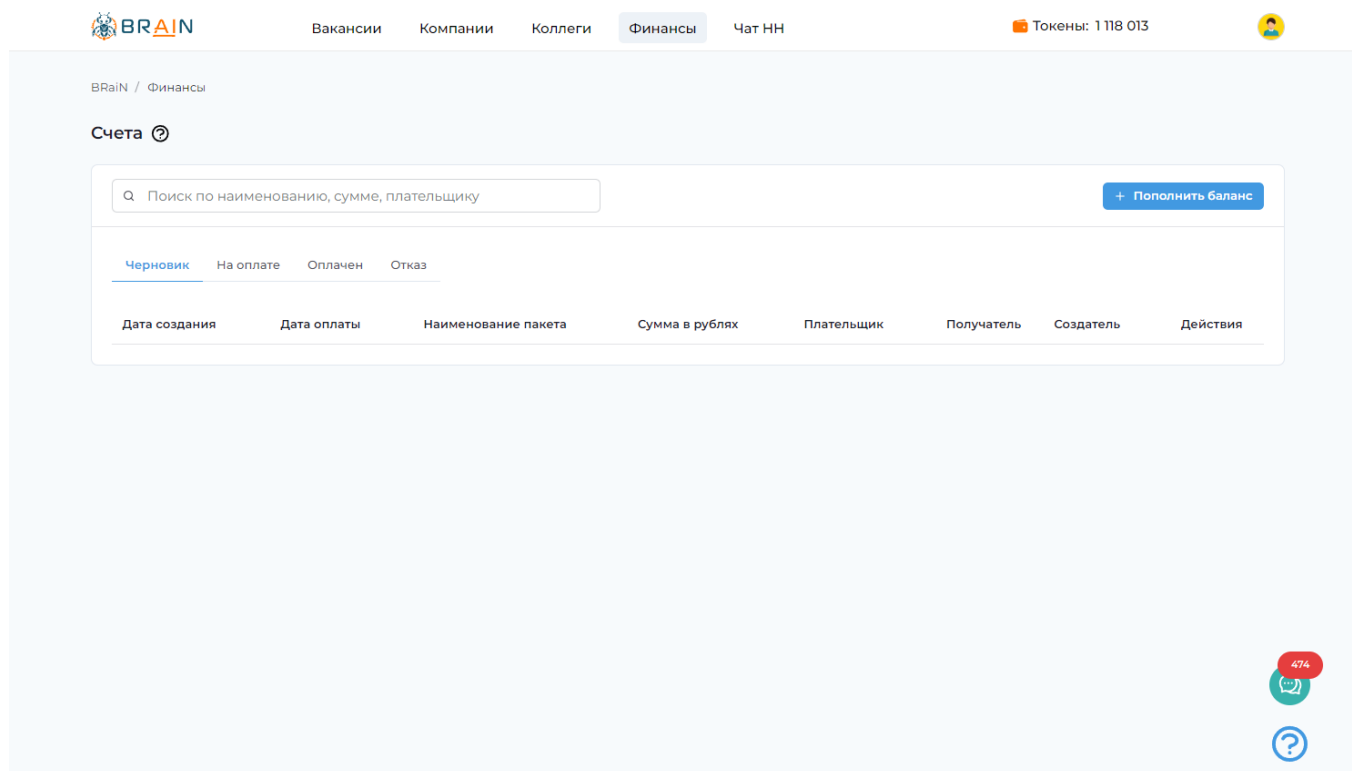 BRAIN Вакансии Компании Коллеги Финансы Чат HH Токены: 1 118 013
BRaiN / Финансы
Счета
Поиск по наименованию, сумме, плательщику + Пополнить баланс
Черновик На оплате Оплачен Отказ
Дата создания Дата оплаты Наименование пакета Сумма в рублях Плательщик Получатель Создатель Действия
474